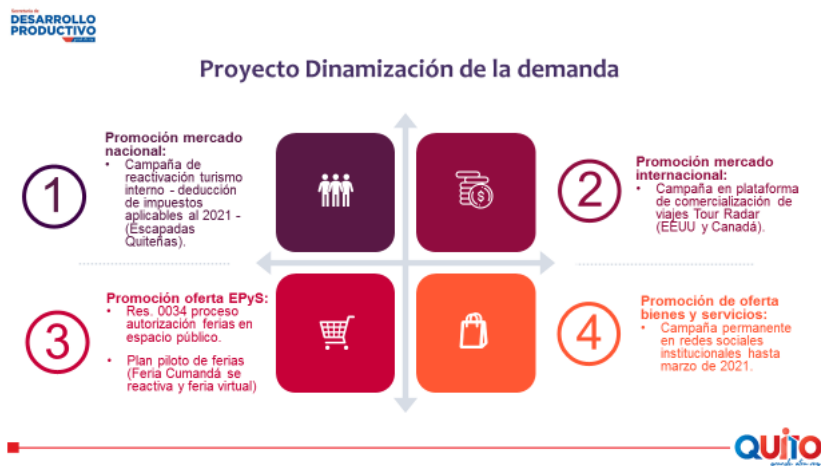 Secretaría de
DESARROLLO
PRODUCTIVO
Proyecto Dinamización de la demanda
1
Promoción mercado
nacional:
• Campaña de
reactivación turismo
interno - deducción
de impuestos
aplicables al 2021 -
(Escapadas
Quiteñas).
2
Promoción mercado
internacional:
• Campaña en plataforma
de comercialización de
viajes Tour Radar
(EEUU y Canadá).
3
Promoción oferta EPyS:
• Res. 0034 proceso
autorización ferias en
espacio público.
• Plan piloto de ferias
(Feria Cumandá se
reactiva y feria virtual)
4
Promoción de oferta
bienes y servicios:
• Campaña permanente
en redes sociales
institucionales hasta
marzo de 2021.
$
QUITO
grande otra vez